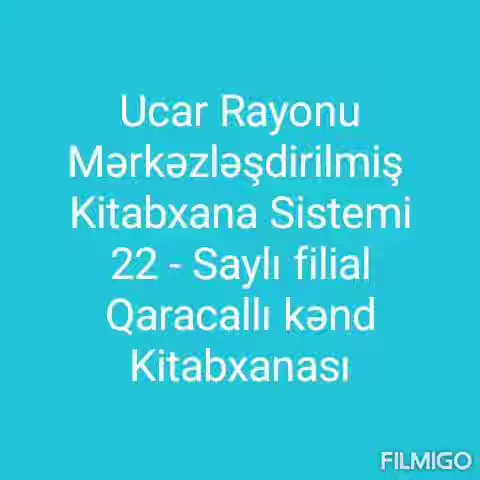 Ucar Rayonu
Mərkəzləşdirilmiş
Kitabxana Sistemi
22 - Saylı filial
Qaracallı kənd
Kitabxanası
FILMIGO